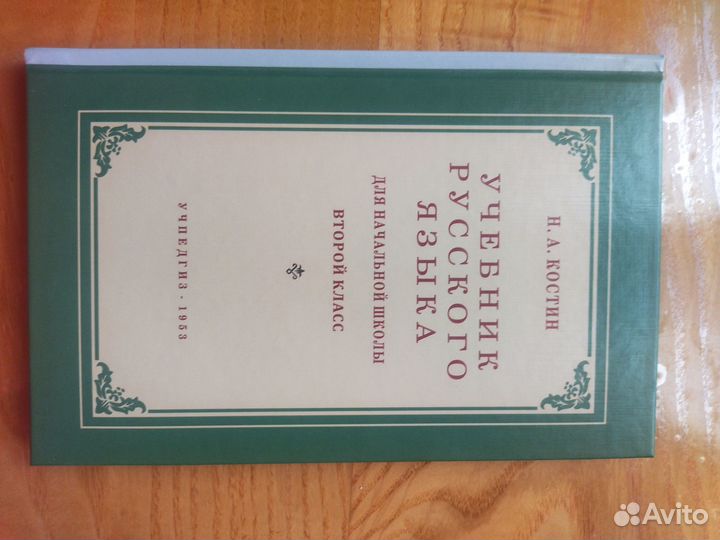 Н. А. КОСТИН
УЧЕБНИК
РУССКОГО
ЯЗЫКА
ДЛЯ НАЧАЛЬНОЙ ШКОЛЫ
ВТОРОЙ КЛАСС
УЧПЕДГИЗ · 1953
Avito